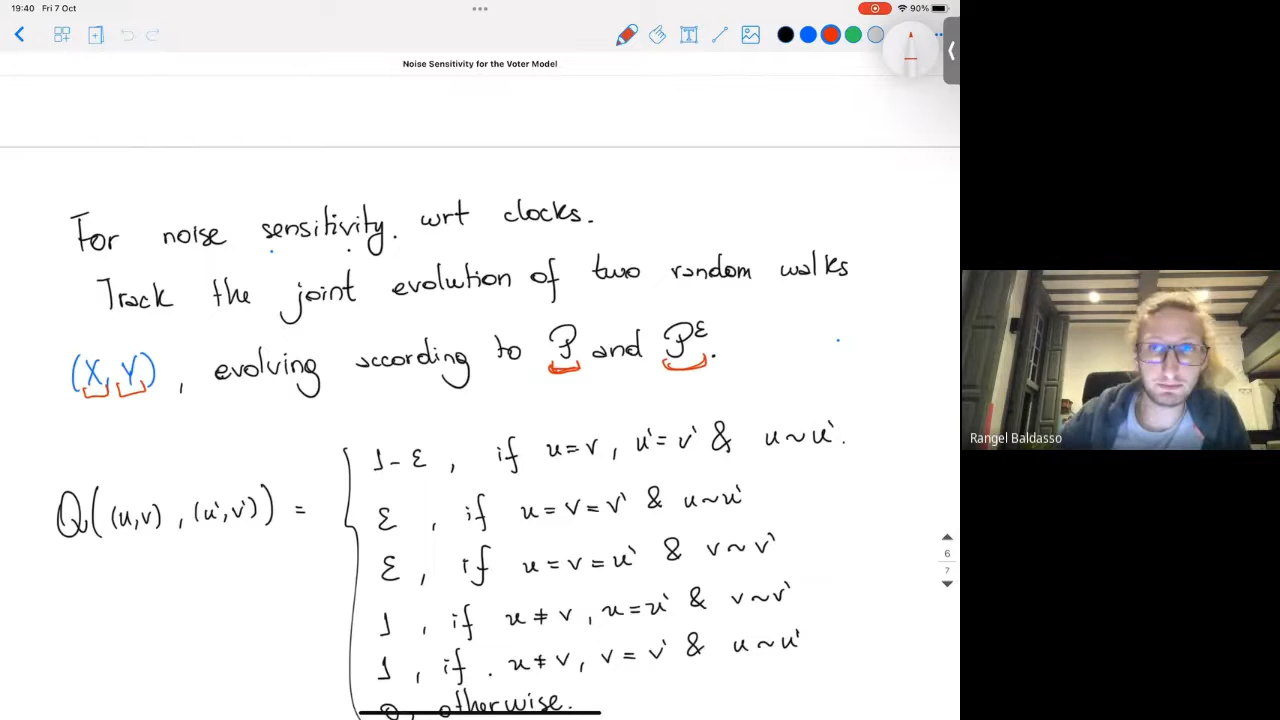 19:40 Fri 7 Oct
90%
Noise Sensitivity for the Voter Model
For noise sensitivity. wrt clocks.
Track the joint evolution of two random walks
(X, Y), evolving according to P and P^ε.
Q((u,v), (u',v')) =
1-ε, if u=v, u'=v' & u~u'.
ε, if u=v=v' & u~u'
ε, if u=v=u' & v~v'
1, if u≠v, u=u' & v~v'
1, if. u≠v, v=v' & u~u'
0, otherwise.
6
7
Rangel Baldasso